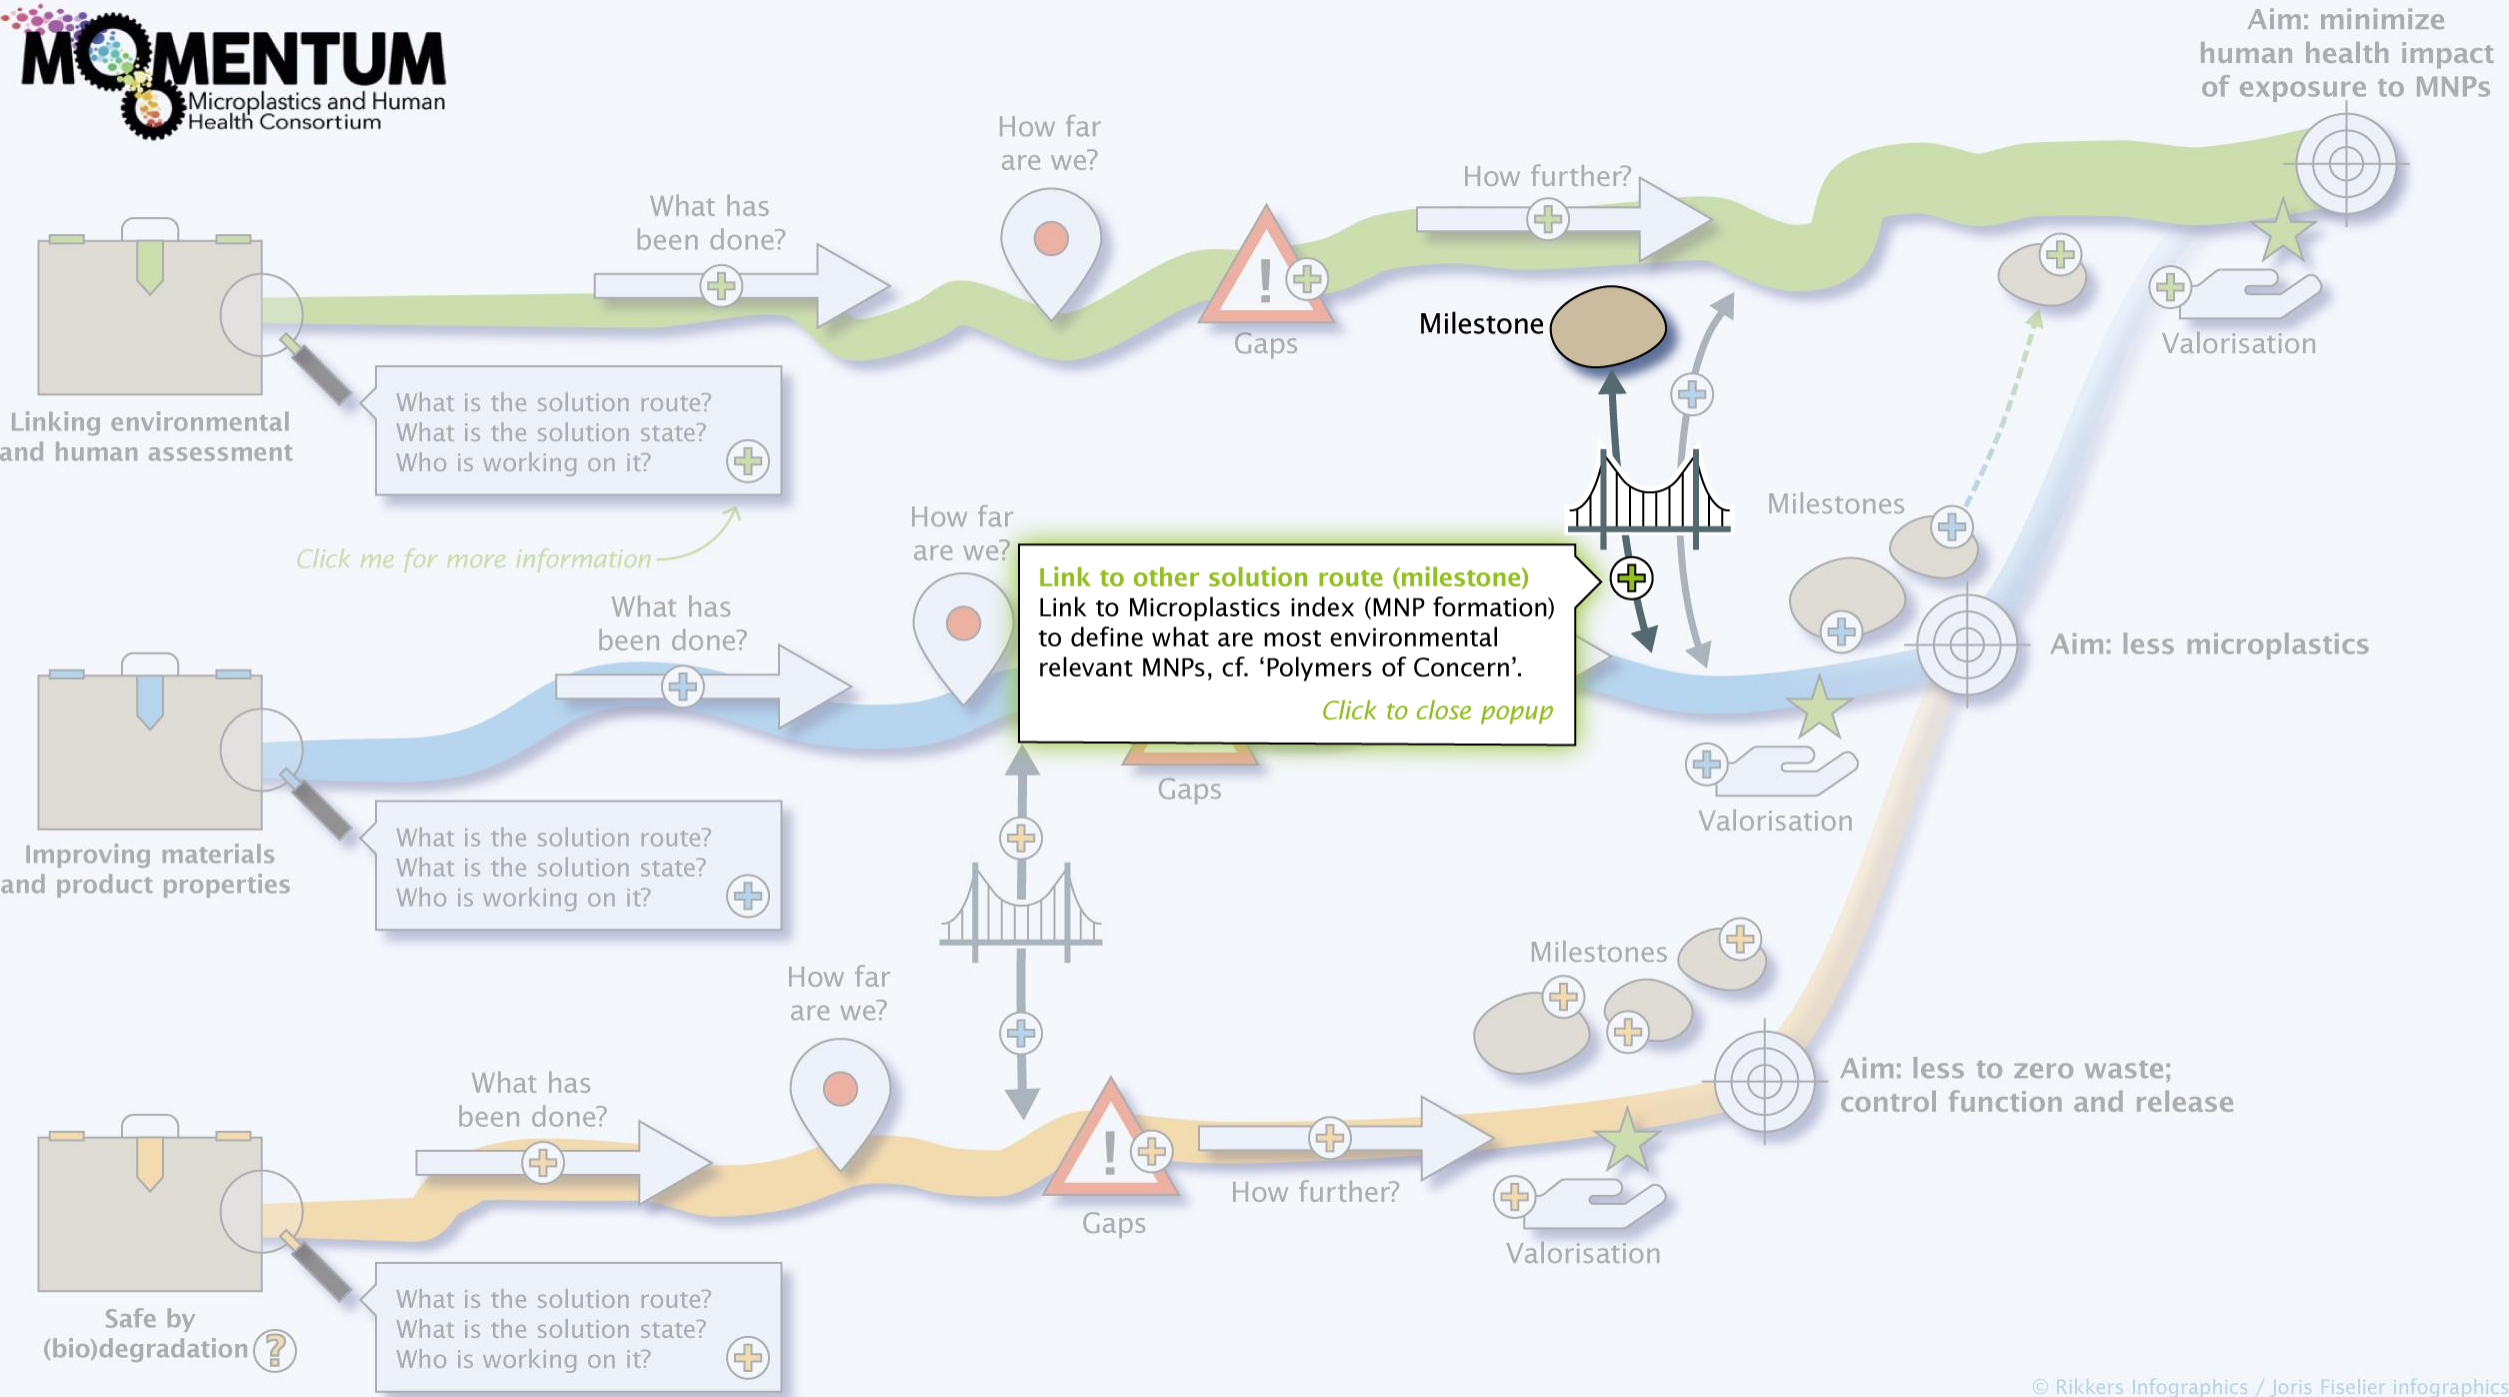 MOMENTUM
Microplastics and Human
Health Consortium
Aim: minimize
human health impact
of exposure to MNPs
How far
are we?
How further?
What has
been done?
!
Gaps
Milestone
Valorisation
Linking environmental
and human assessment
What is the solution route?
What is the solution state?
Who is working on it?
Click me for more information
How far
are we?
Milestones
Link to other solution route (milestone)
Link to Microplastics index (MNP formation)
to define what are most environmental
relevant MNPs, cf. ‘Polymers of Concern’.
Click to close popup
What has
been done?
Aim: less microplastics
Gaps
Valorisation
Improving materials
and product properties
What is the solution route?
What is the solution state?
Who is working on it?
How far
are we?
Milestones
What has
been done?
Aim: less to zero waste;
control function and release
!
Gaps
How further?
Valorisation
Safe by
(bio)degradation ?
What is the solution route?
What is the solution state?
Who is working on it?
© Rikkers Infographics / Joris Fiselier infographics